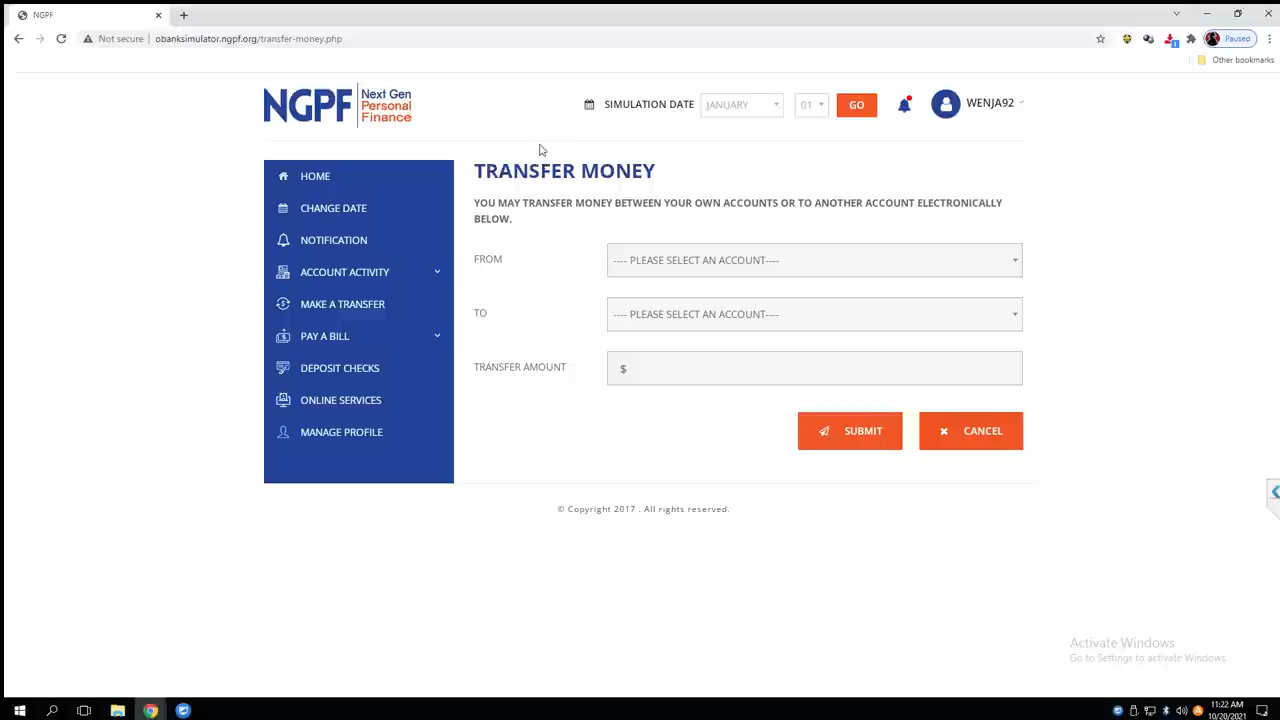 NGPF
Not secure | obanksimulator.ngpf.org/transfer-money.php
Paused
Other bookmarks
NGPF Next Gen
Personal
Finance
SIMULATION DATE JANUARY 01 GO WENJA92
HOME
CHANGE DATE
NOTIFICATION
ACCOUNT ACTIVITY
MAKE A TRANSFER
PAY A BILL
DEPOSIT CHECKS
ONLINE SERVICES
MANAGE PROFILE
TRANSFER MONEY
YOU MAY TRANSFER MONEY BETWEEN YOUR OWN ACCOUNTS OR TO ANOTHER ACCOUNT ELECTRONICALLY
BELOW.
FROM ---- PLEASE SELECT AN ACCOUNT----
TO ---- PLEASE SELECT AN ACCOUNT----
TRANSFER AMOUNT $
SUBMIT CANCEL
© Copyright 2017 . All rights reserved.
Activate Windows
Go to Settings to activate Windows.
11:22 AM
10/20/2021